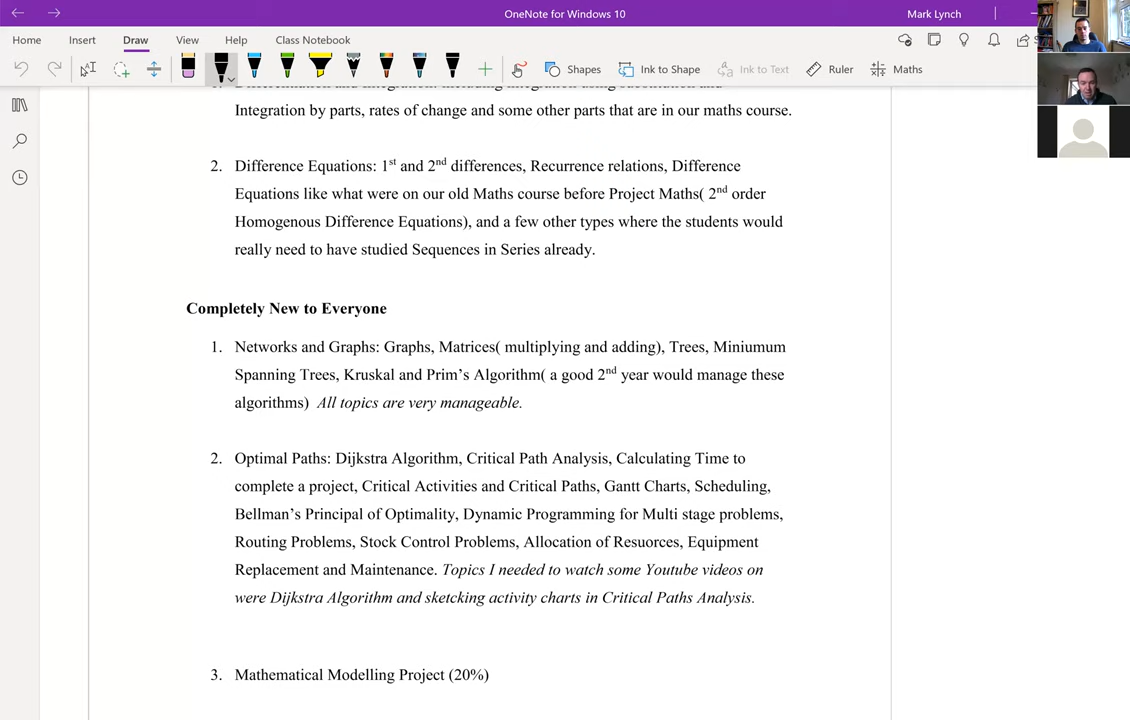 OneNote for Windows 10
Mark Lynch
Home Insert Draw View Help Class Notebook
Shapes Ink to Shape Ink to Text Ruler Maths
1. Differentiation and Integration: including Integration using substitution and
Integration by parts, rates of change and some other parts that are in our maths course.
2. Difference Equations: 1st and 2nd differences, Recurrence relations, Difference
Equations like what were on our old Maths course before Project Maths( 2nd order
Homogenous Difference Equations), and a few other types where the students would
really need to have studied Sequences in Series already.
Completely New to Everyone
1. Networks and Graphs: Graphs, Matrices( multiplying and adding), Trees, Miniumum
Spanning Trees, Kruskal and Prim’s Algorithm( a good 2nd year would manage these
algorithms) All topics are very manageable.
2. Optimal Paths: Dijkstra Algorithm, Critical Path Analysis, Calculating Time to
complete a project, Critical Activities and Critical Paths, Gantt Charts, Scheduling,
Bellman’s Principal of Optimality, Dynamic Programming for Multi stage problems,
Routing Problems, Stock Control Problems, Allocation of Resuorces, Equipment
Replacement and Maintenance. Topics I needed to watch some Youtube videos on
were Dijkstra Algorithm and sketcking activity charts in Critical Paths Analysis.
3. Mathematical Modelling Project (20%)